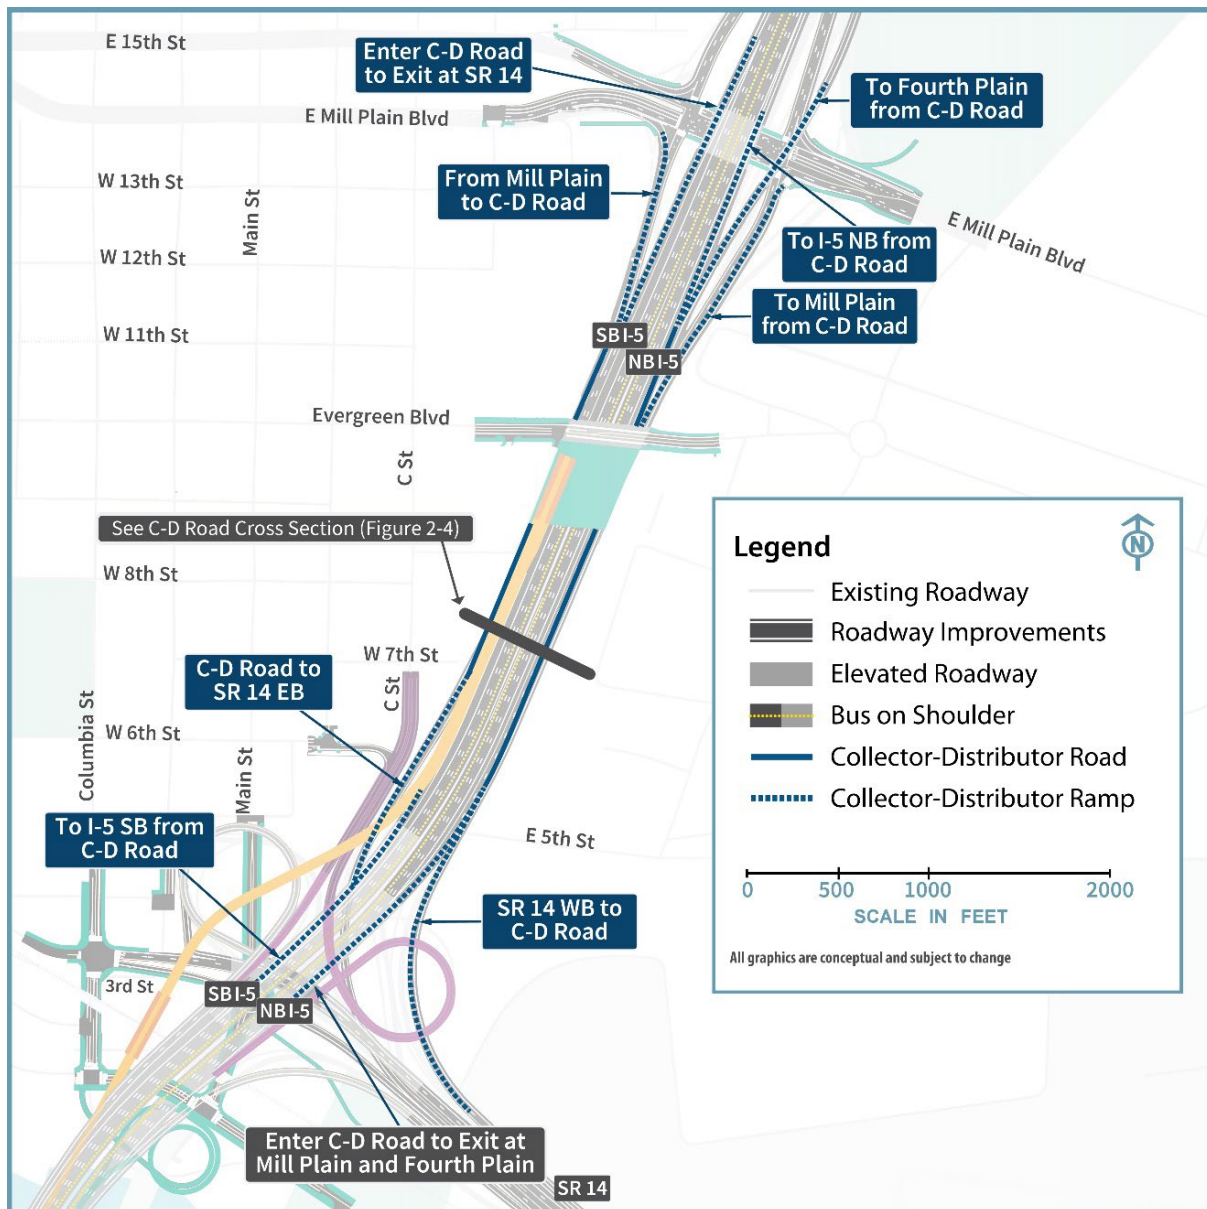 E 15th St
Enter C-D Road
to Exit at SR 14
To Fourth Plain
from C-D Road
E Mill Plain Blvd
W 13th St
Main St
From Mill Plain
to C-D Road
E Mill Plain Blvd
To I-5 NB from
C-D Road
W 12th St
To Mill Plain
from C-D Road
W 11th St
SB I-5
NB I-5
Evergreen Blvd
C St
See C-D Road Cross Section (Figure 2-4)
W 8th St
W 7th St
C-D Road to
SR 14 EB
C St
Columbia St
W 6th St
Main St
To I-5 SB from
C-D Road
E 5th St
SR 14 WB to
C-D Road
3rd St
SB I-5
NB I-5
Enter C-D Road to Exit at
Mill Plain and Fourth Plain
SR 14
Legend
N
Existing Roadway
Roadway Improvements
Elevated Roadway
Bus on Shoulder
Collector-Distributor Road
Collector-Distributor Ramp
0 500 1000 2000
SCALE IN FEET
All graphics are conceptual and subject to change